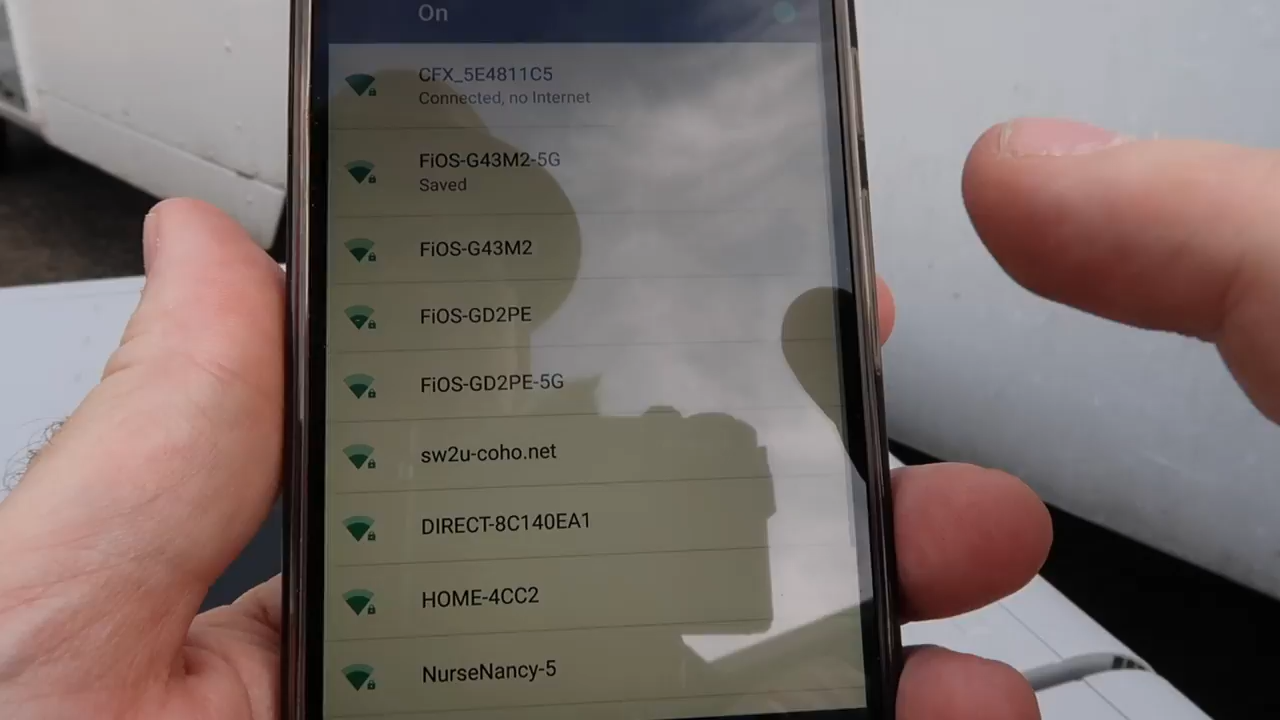 On
CFX_5E4811C5
Connected, no Internet
FiOS-G43M2-5G
Saved
FiOS-G43M2
FiOS-GD2PE
FiOS-GD2PE-5G
sw2u-coho.net
DIRECT-8C140EA1
HOME-4CC2
NurseNancy-5